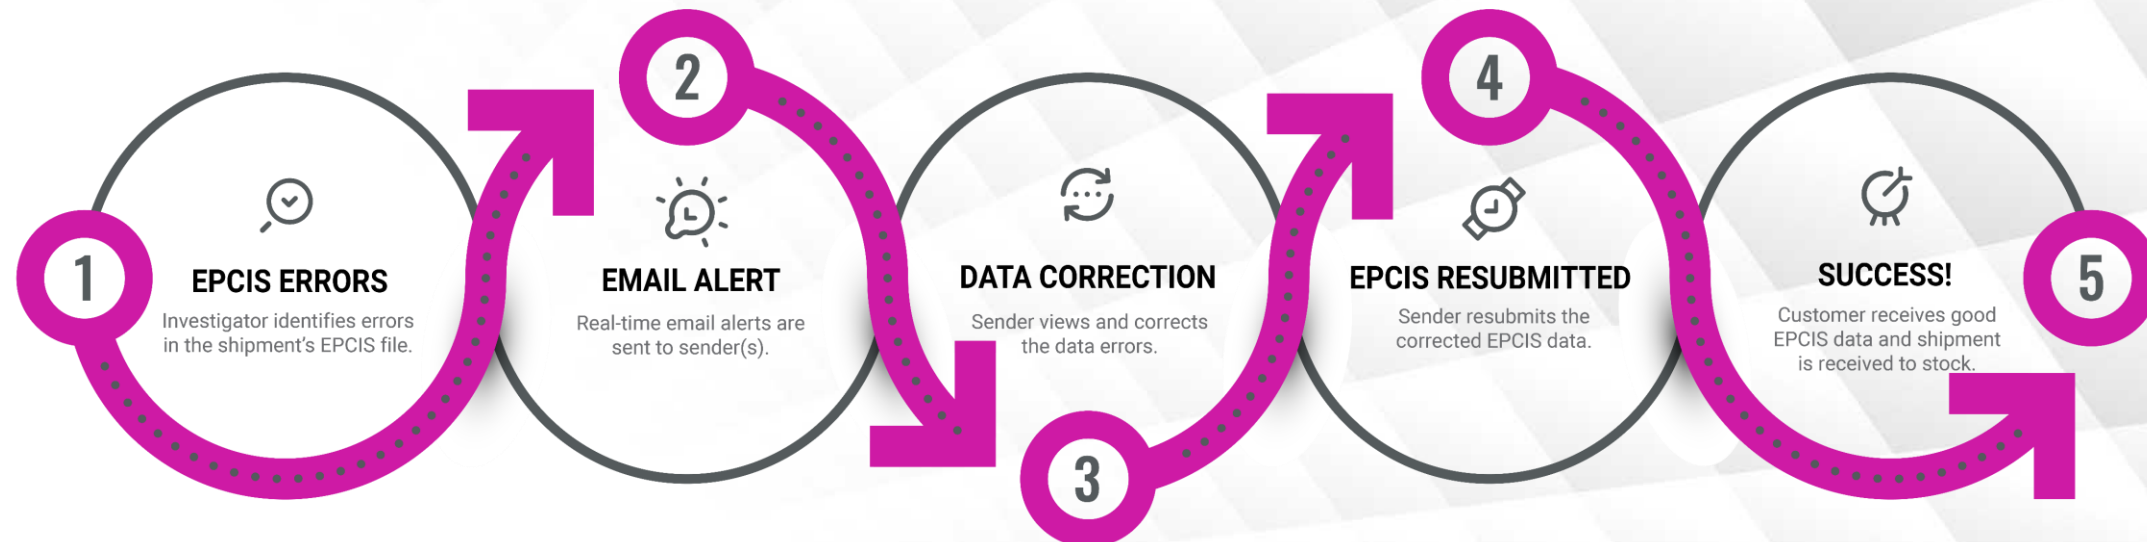 1
EPCIS ERRORS
Investigator identifies errors
in the shipment's EPCIS file.
2
EMAIL ALERT
Real-time email alerts are
sent to sender(s).
3
DATA CORRECTION
Sender views and corrects
the data errors.
4
EPCIS RESUBMITTED
Sender resubmits the
corrected EPCIS data.
5
SUCCESS!
Customer receives good
EPCIS data and shipment
is received to stock.